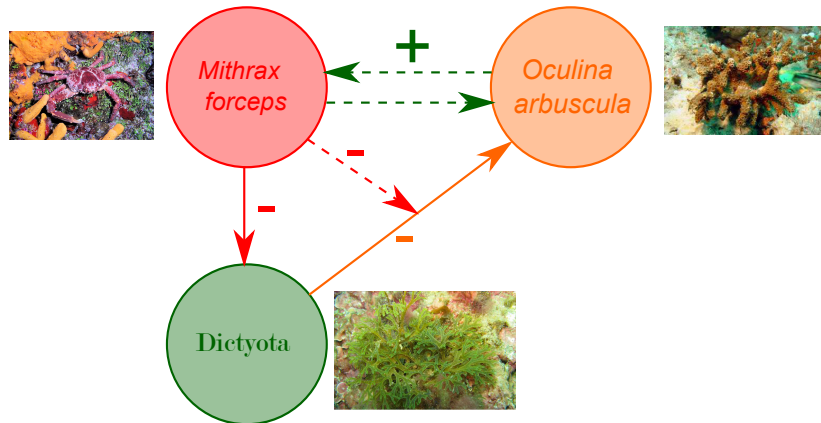 Mithrax
forceps
+
Oculina
arbuscula
-
-
-
Dictyota